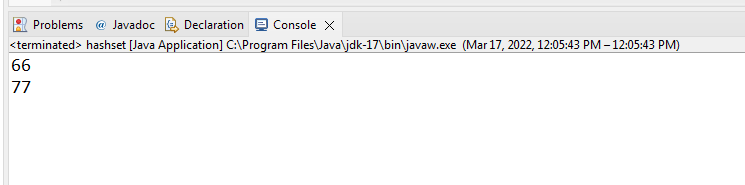 Problems @ Javadoc Declaration Console
<terminated> hashset [Java Application] C:\Program Files\Java\jdk-17\bin\javaw.exe (Mar 17, 2022, 12:05:43 PM – 12:05:43 PM)
66
77